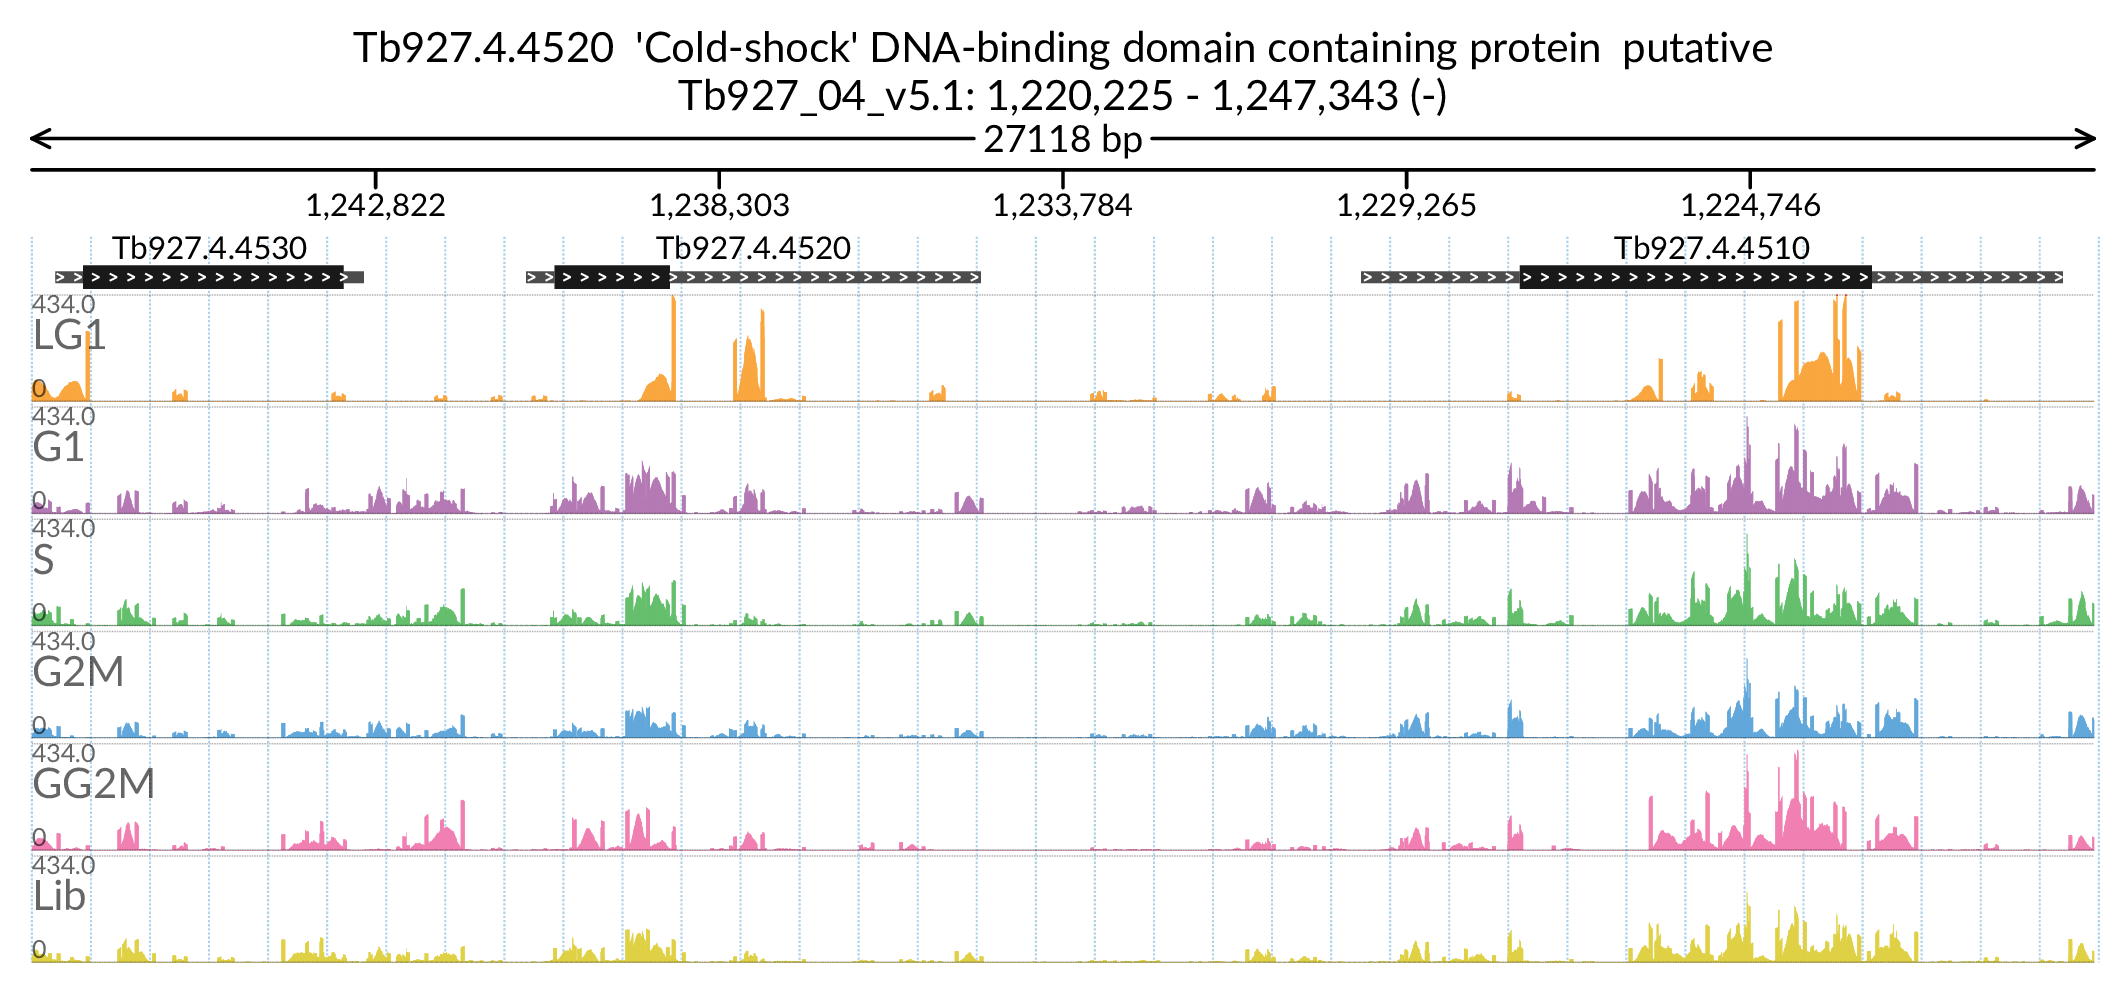 Tb927.4.4520  'Cold-shock' DNA-binding domain containing protein  putative
Tb927_04_v5.1: 1,220,225 - 1,247,343 (-)
27118 bp
1,242,822 1,238,303 1,233,784 1,229,265 1,224,746
Tb927.4.4530 Tb927.4.4520 Tb927.4.4510
434.0
LG1
0
434.0
G1
0
434.0
S
0
434.0
G2M
0
434.0
GG2M
0
434.0
Lib
0